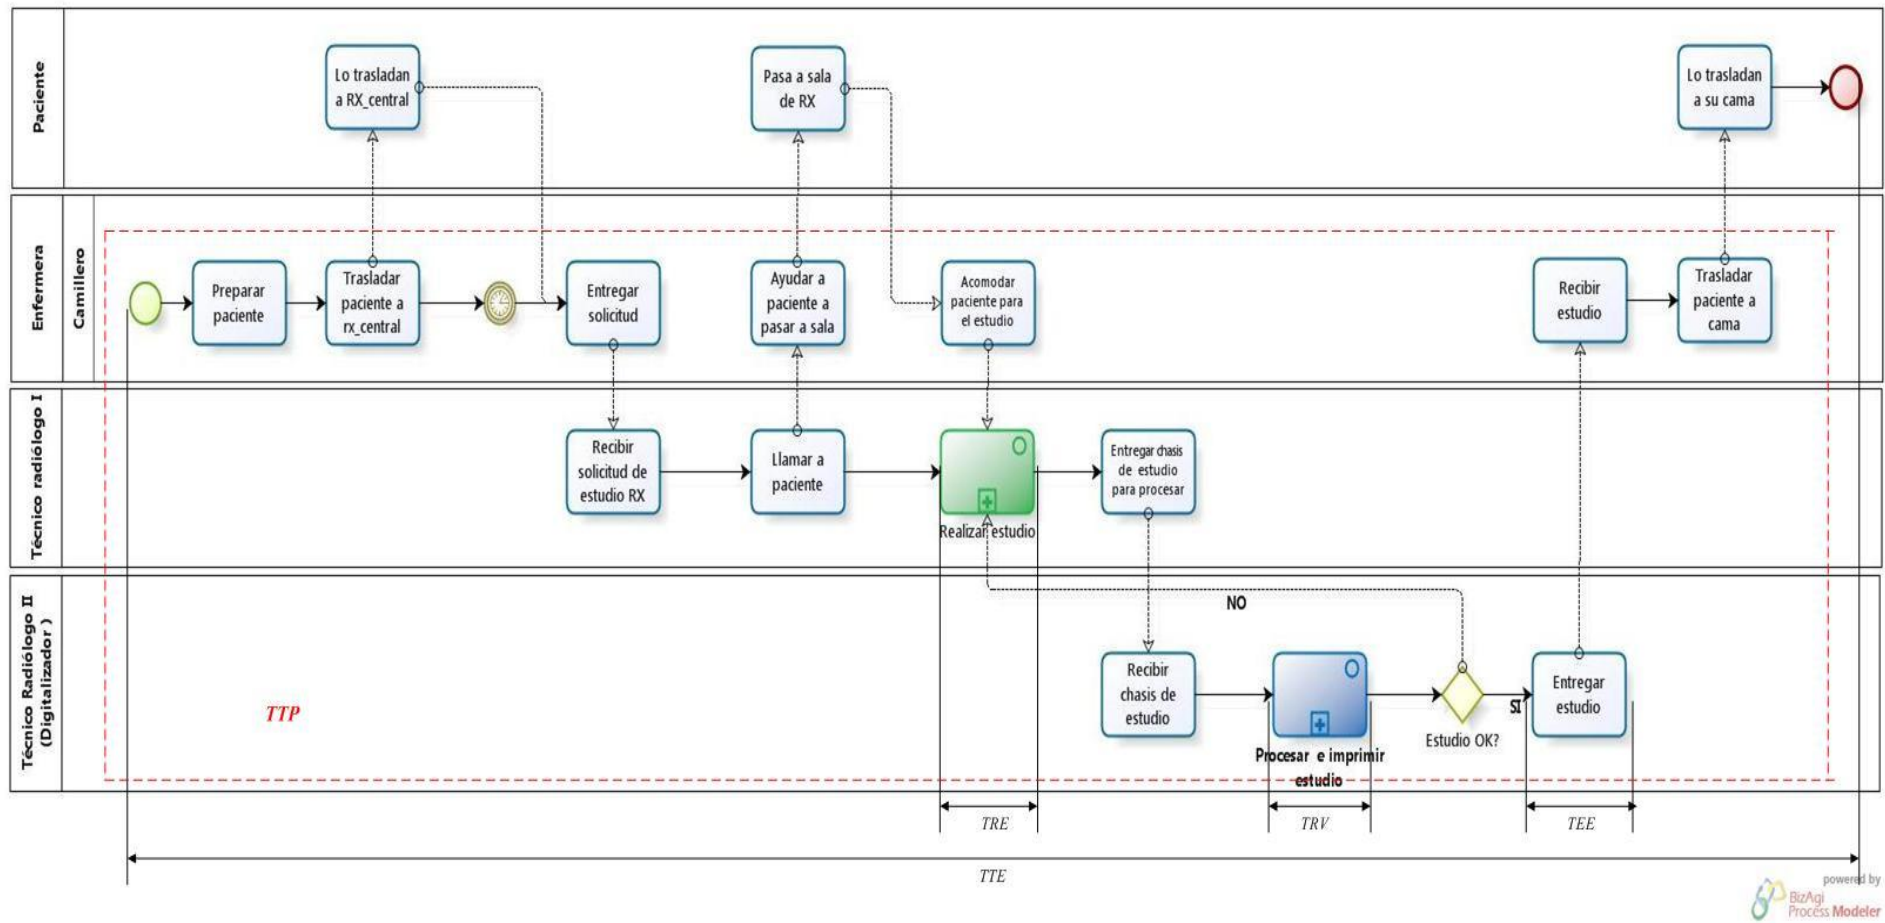 Paciente
Lo trasladan
a RX_central
Pasa a sala
de RX
Lo trasladan
a su cama
Enfermera
Camillero
Preparar
paciente
Trasladar
paciente a
rx_central
Entregar
solicitud
Ayudar a
paciente a
pasar a sala
Acomodar
paciente para
el estudio
Recibir
estudio
Trasladar
paciente a
cama
Técnico radiólogo I
Recibir
solicitud de
estudio RX
Llamar a
paciente
Realizar estudio
Entregar chasis
de estudio
para procesar
Técnico Radiólogo II
(Digitalizador )
TTP
NO
Recibir
chasis de
estudio
Procesar e imprimir
estudio
Estudio OK?
SI
Entregar
estudio
TRE
TRV
TEE
TTE
powered by
BizAgi
Process Modeler